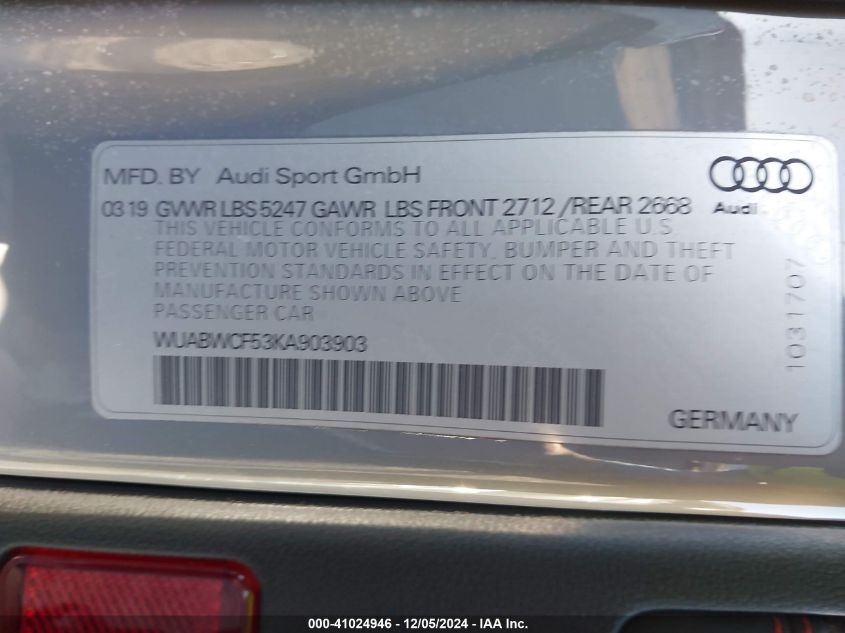 MFD. BY Audi Sport GmbH
0319 GVWR LBS 5247 GAWR LBS FRONT 2712 /REAR 2668
Audi
THIS VEHICLE CONFORMS TO ALL APPLICABLE U.S.
FEDERAL MOTOR VEHICLE SAFETY, BUMPER AND THEFT
PREVENTION STANDARDS IN EFFECT ON THE DATE OF
MANUFACTURE SHOWN ABOVE
PASSENGER CAR
WUABWCF53KA903903
1031707
GERMANY
000-41024946 - 12/05/2024 - IAA Inc.